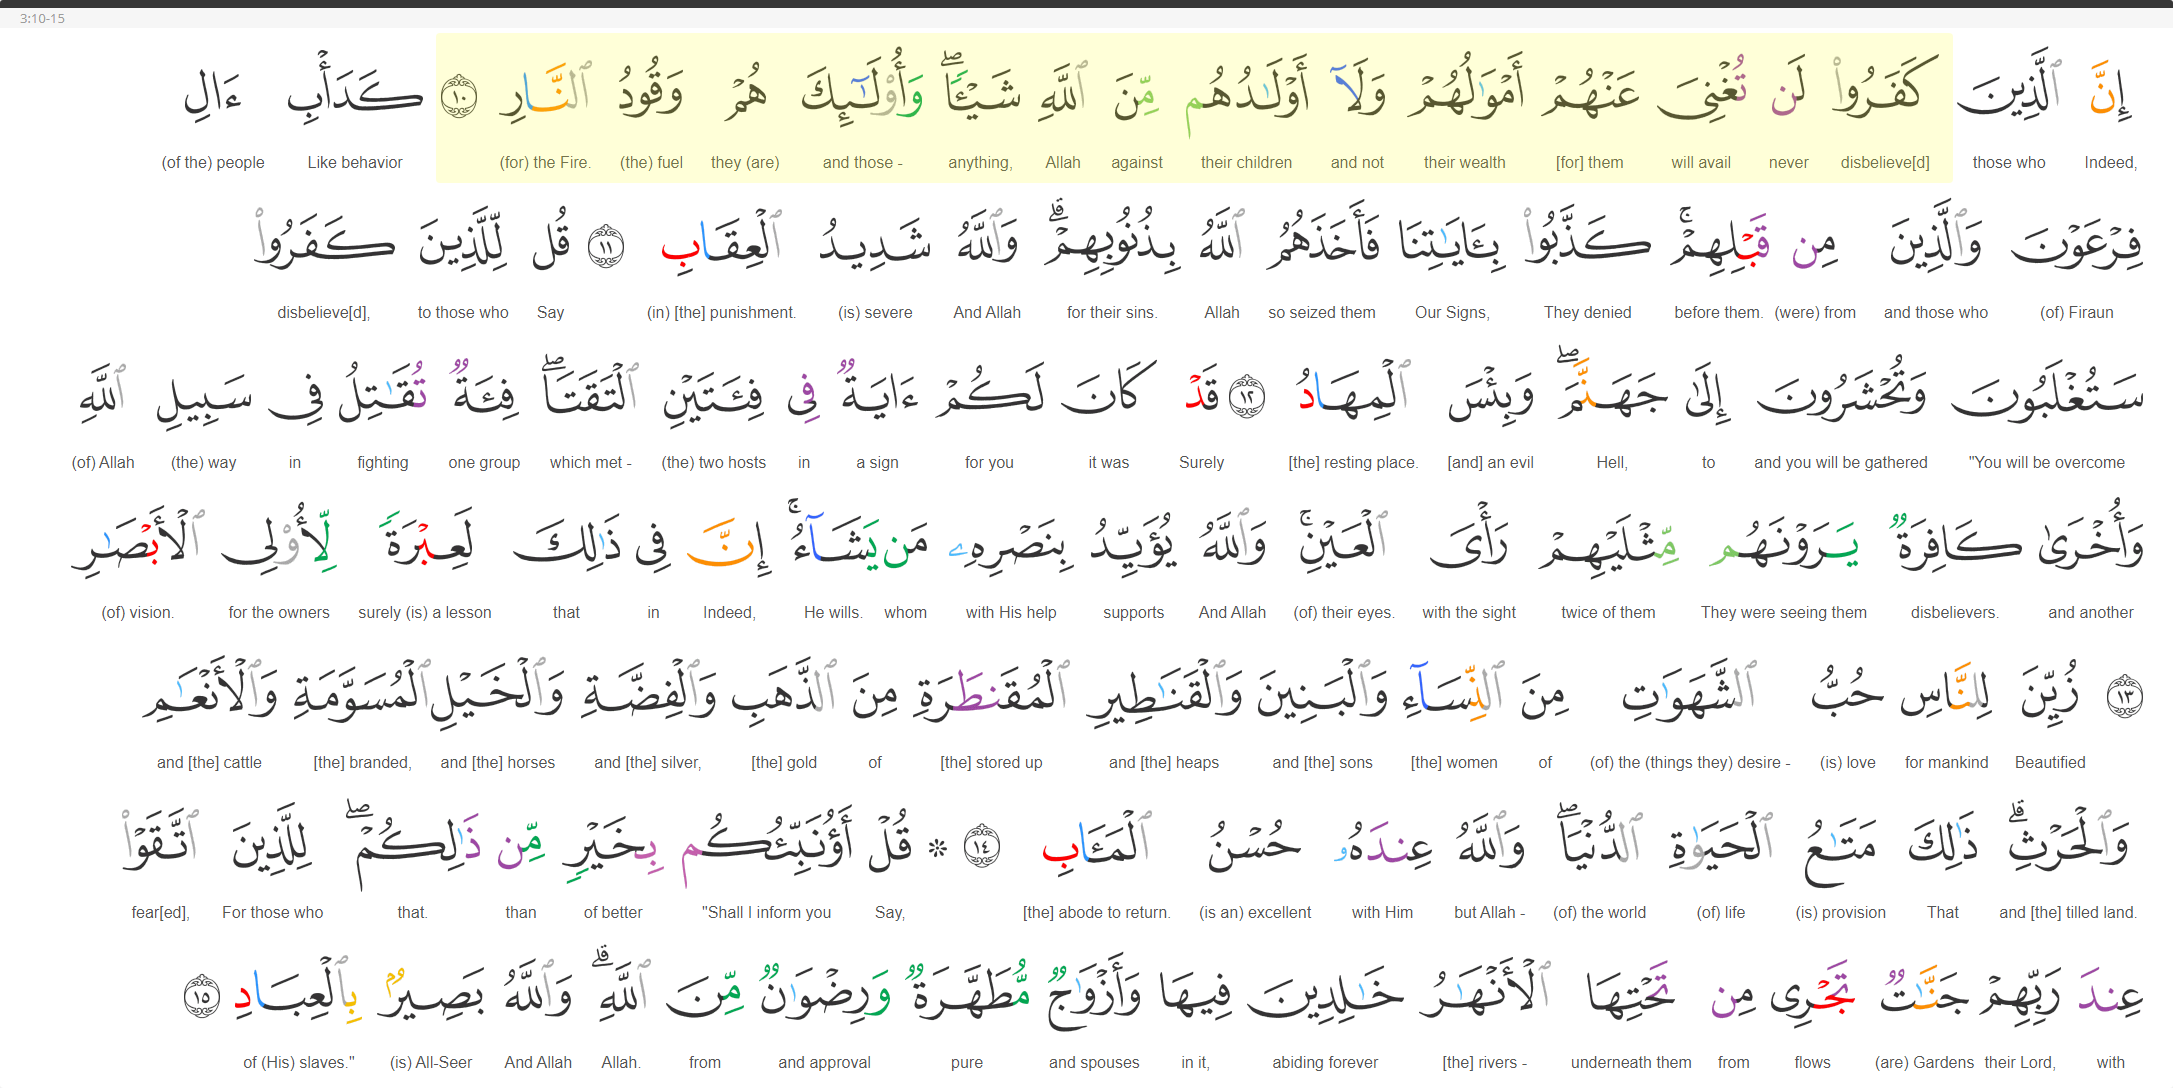 3:10-15
إِنَّ ٱلَّذِينَ كَفَرُوا۟ لَن تُغْنِىَ عَنْهُمْ أَمْوَٰلُهُمْ وَلَآ أَوْلَـٰدُهُم مِّنَ ٱللَّهِ شَيْـًٔا ۖ وَأُو۟لَـٰٓئِكَ هُمْ وَقُودُ ٱلنَّارِ ١٠ كَدَأْبِ ءَالِ
Indeed, those who disbelieve[d] never will avail [for] them their wealth and not their children against Allah anything, and those - they (are) (the) fuel (for) the Fire. Like behavior (of the) people
فِرْعَوْنَ وَٱلَّذِينَ مِن قَبْلِهِمْ ۚ كَذَّبُوا۟ بِـَٔايَـٰتِنَا فَأَخَذَهُمُ ٱللَّهُ بِذُنُوبِهِمْ ۗ وَٱللَّهُ شَدِيدُ ٱلْعِقَابِ ١١ قُل لِّلَّذِينَ كَفَرُوا۟
(of) Firaun and those who (were) from before them. They denied Our Signs, so seized them Allah for their sins. And Allah (is) severe (in) [the] punishment. Say to those who disbelieve[d],
سَتُغْلَبُونَ وَتُحْشَرُونَ إِلَىٰ جَهَنَّمَ ۖ وَبِئْسَ ٱلْمِهَادُ ١٢ قَدْ كَانَ لَكُمْ ءَايَةٌ فِى فِئَتَيْنِ ٱلْتَقَتَا ۖ فِئَةٌ تُقَـٰتِلُ فِى سَبِيلِ ٱللَّهِ
"You will be overcome and you will be gathered to Hell, [and] an evil [the] resting place. Surely it was for you a sign in (the) two hosts which met - one group fighting in (the) way (of) Allah
وَأُخْرَىٰ كَافِرَةٌ يَرَوْنَهُم مِّثْلَيْهِمْ رَأْىَ ٱلْعَيْنِ ۚ وَٱللَّهُ يُؤَيِّدُ بِنَصْرِهِۦ مَن يَشَآءُ ۚ إِنَّ فِى ذَٰلِكَ لَعِبْرَةً لِّأُو۟لِى ٱلْأَبْصَـٰرِ
and another disbelievers. They were seeing them twice of them with the sight (of) their eyes. And Allah supports with His help whom He wills. Indeed, in that surely (is) a lesson for the owners (of) vision.
١٣ زُيِّنَ لِلنَّاسِ حُبُّ ٱلشَّهَوَٰتِ مِنَ ٱلنِّسَآءِ وَٱلْبَنِينَ وَٱلْقَنَـٰطِيرِ ٱلْمُقَنطَرَةِ مِنَ ٱلذَّهَبِ وَٱلْفِضَّةِ وَٱلْخَيْلِ ٱلْمُسَوَّمَةِ وَٱلْأَنْعَـٰمِ
Beautified for mankind (is) love (of) the (things they) desire - of [the] women and [the] sons and [the] heaps [the] stored up of [the] gold and [the] silver, and [the] horses [the] branded, and [the] cattle
وَٱلْحَرْثِ ۗ ذَٰلِكَ مَتَـٰعُ ٱلْحَيَوٰةِ ٱلدُّنْيَا ۖ وَٱللَّهُ عِندَهُۥ حُسْنُ ٱلْمَـَٔابِ ١٤ ۞ قُلْ أَؤُنَبِّئُكُم بِخَيْرٍ مِّن ذَٰلِكُمْ ۖ لِلَّذِينَ ٱتَّقَوْا۟
and [the] tilled land. That (is) provision (of) life (of) the world but Allah - with Him (is an) excellent [the] abode to return. Say, "Shall I inform you of better than that. For those who fear[ed],
عِندَ رَبِّهِمْ جَنَّـٰتٌ تَجْرِى مِن تَحْتِهَا ٱلْأَنْهَـٰرُ خَـٰلِدِينَ فِيهَا وَأَزْوَٰجٌ مُّطَهَّرَةٌ وَرِضْوَٰنٌ مِّنَ ٱللَّهِ ۗ وَٱللَّهُ بَصِيرٌۢ بِٱلْعِبَادِ ١٥
with their Lord, (are) Gardens flows from underneath them [the] rivers - abiding forever in it, and spouses pure and approval from Allah. And Allah (is) All-Seer of (His) slaves."